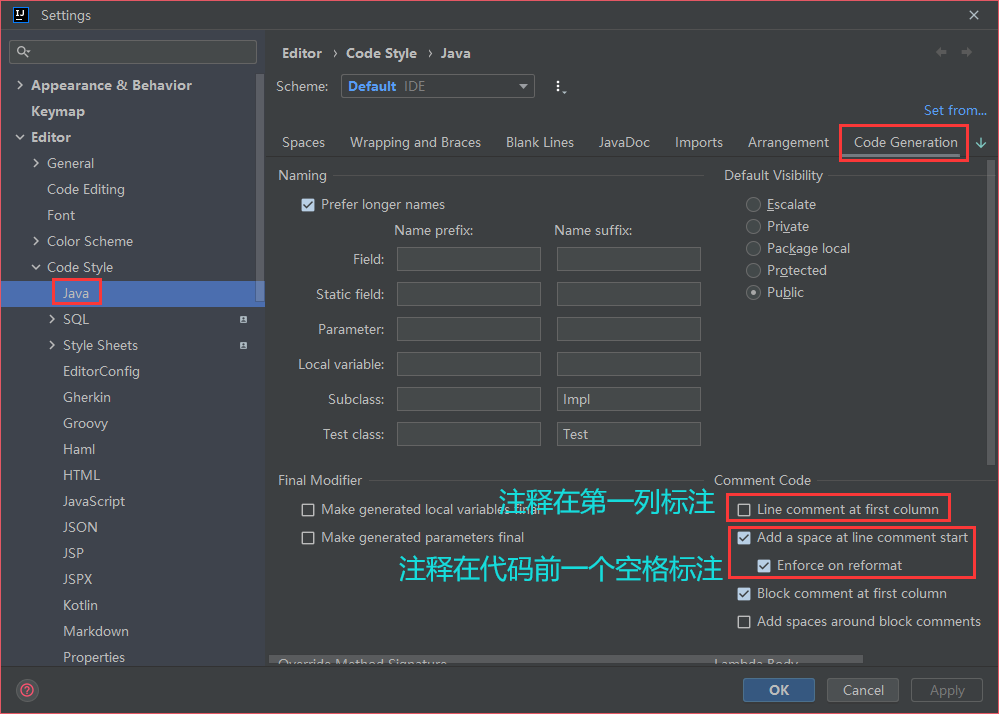 IJ Settings
Editor › Code Style › Java
Scheme: Default IDE
Set from...
Appearance & Behavior
Keymap
Editor
General
Code Editing
Font
Color Scheme
Code Style
Java
SQL
Style Sheets
EditorConfig
Gherkin
Groovy
Haml
HTML
JavaScript
JSON
JSP
JSPX
Kotlin
Markdown
Properties
Spaces Wrapping and Braces Blank Lines JavaDoc Imports Arrangement Code Generation
Naming
Prefer longer names
Name prefix: Name suffix:
Field:
Static field:
Parameter:
Local variable:
Subclass: Impl
Test class: Test
Default Visibility
Escalate
Private
Package local
Protected
Public
Final Modifier
Make generated local variables final
Make generated parameters final
注释在第一列标注
注释在代码前一个空格标注
Comment Code
Line comment at first column
Add a space at line comment start
Enforce on reformat
Block comment at first column
Add spaces around block comments
Override Method Signature
Lambda Body
? OK Cancel Apply